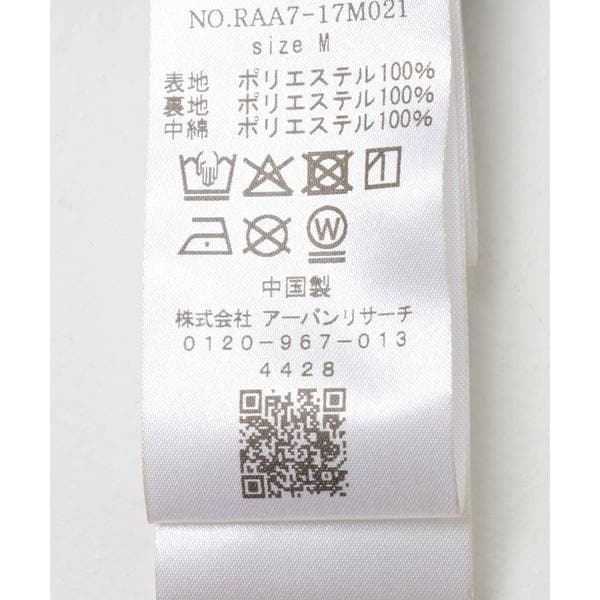 NO.RAA7-17M021
size M
表地 ポリエステル100%
裏地 ポリエステル100%
中綿 ポリエステル100%
W
中国製
株式会社 アーバンリサーチ
0120-967-013
4428